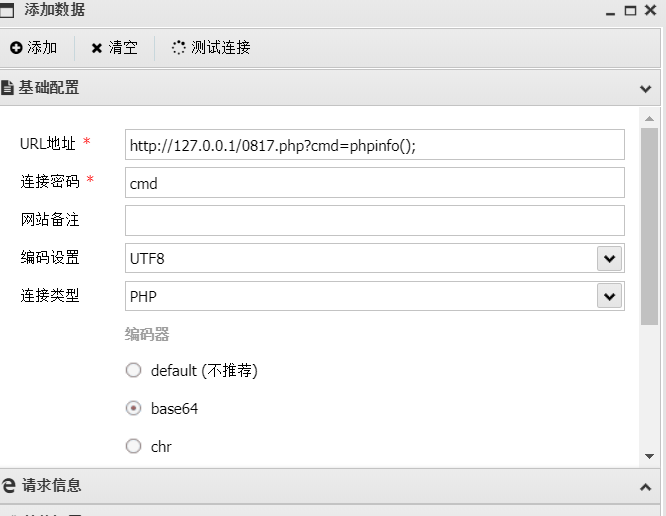 添加数据
添加 清空 测试连接
基础配置
URL地址 * http://127.0.0.1/0817.php?cmd=phpinfo();
连接密码 * cmd
网站备注
编码设置 UTF8
连接类型 PHP
编码器
default (不推荐)
base64
chr
请求信息